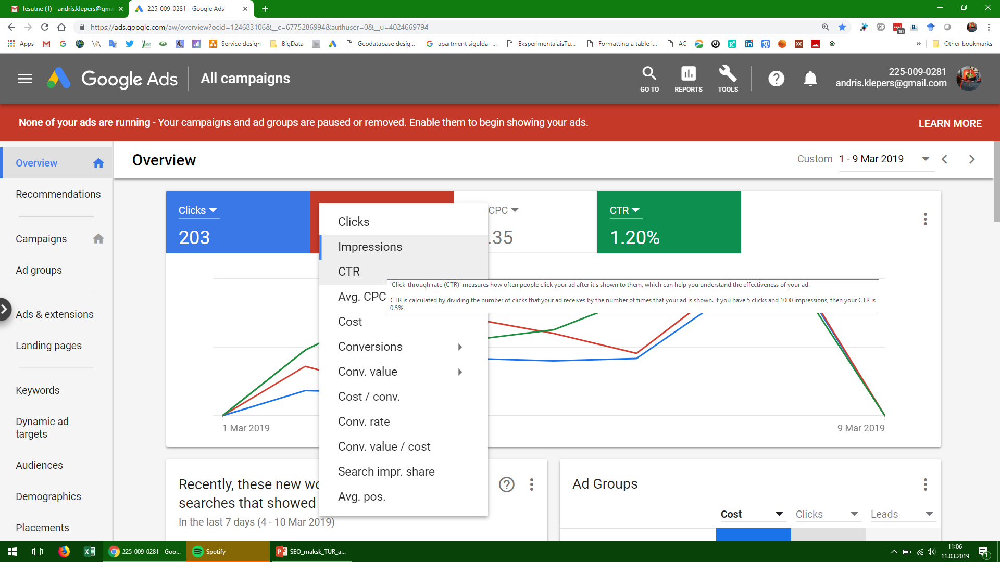 Iesūtne (1) - andris.klepers@gma
225-009-0281 - Google Ads
https://ads.google.com/aw/overview?ocid=124683106&__c=6775286994&authuser=0&__u=4024669794
ABP
10
B.
Apps
Service design
BigData
Geodatabase desig...
apartment sigulda -...
EksperimentalaisTu...
Formatting a table i...
AC
XC
»
Other bookmarks
Google Ads
All campaigns
GO TO
REPORTS
TOOLS
225-009-0281
andris.klepers@gmail.com
None of your ads are running - Your campaigns and ad groups are paused or removed. Enable them to begin showing your ads.
LEARN MORE
Overview
Recommendations
Campaigns
Ad groups
Ads & extensions
Landing pages
Keywords
Dynamic ad
targets
Audiences
Demographics
Placements
Overview
Custom
1 - 9 Mar 2019
Clicks
203
CPC
.35
CTR
1.20%
Clicks
Impressions
CTR
Avg. CPC
Cost
Conversions
Conv. value
Cost / conv.
Conv. rate
Conv. value / cost
Search impr. share
Avg. pos.
'Click-through rate (CTR)' measures how often people click your ad after it's shown to them, which can help you understand the effectiveness of your ad.
CTR is calculated by dividing the number of clicks that your ad receives by the number of times that your ad is shown. If you have 5 clicks and 1000 impressions, then your CTR is
0.5%.
1 Mar 2019
9 Mar 2019
Recently, these new wo
searches that showed
In the last 7 days (4 - 10 Mar 2019)
Ad Groups
Cost
Clicks
Leads
225-009-0281 - Goo...
Spotify
SEO_maksk_TUR_a...
11:06
11.03.2019
1